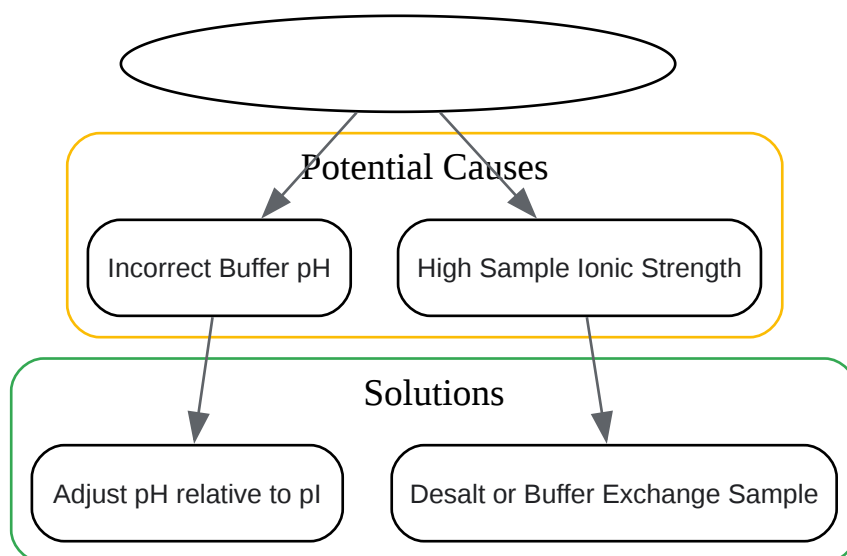 Potential Causes
Incorrect Buffer pH
High Sample Ionic Strength
Solutions
Adjust pH relative to pI
Desalt or Buffer Exchange Sample